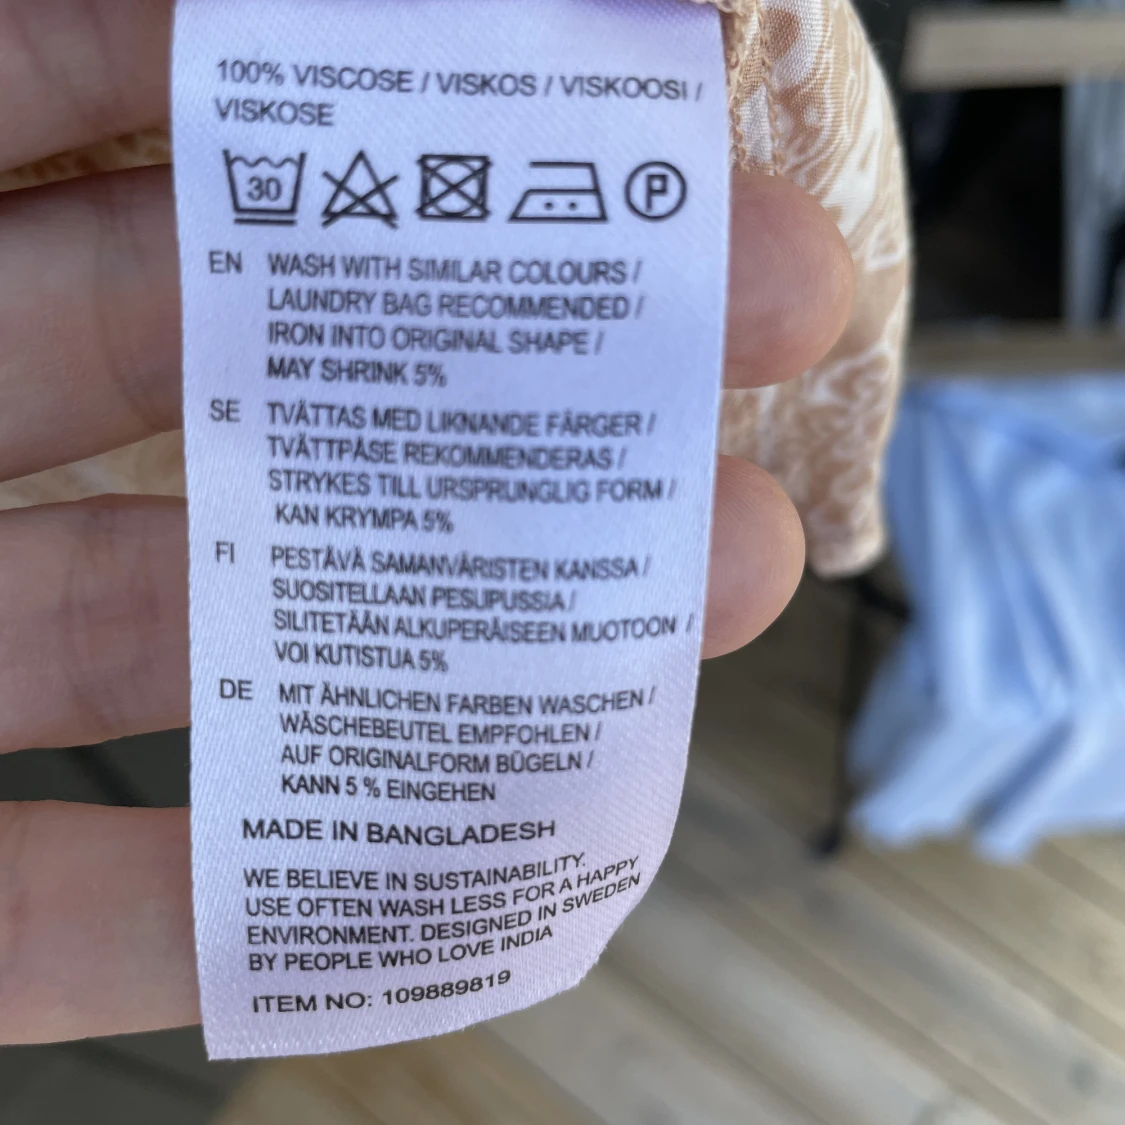 100% VISCOSE / VISKOS / VISKOOSI /
VISKOSE
30 P
EN WASH WITH SIMILAR COLOURS /
LAUNDRY BAG RECOMMENDED /
IRON INTO ORIGINAL SHAPE /
MAY SHRINK 5%
SE TVÄTTAS MED LIKNANDE FÄRGER /
TVÄTTPÅSE REKOMMENDERAS /
STRYKES TILL URSPRUNGLIG FORM /
KAN KRYMPA 5%
FI PESTÄVÄ SAMANVÄRISTEN KANSSA /
SUOSITELLAAN PESUPUSSIA /
SILITETÄÄN ALKUPERÄISEEN MUOTOON /
VOI KUTISTUA 5%
DE MIT ÄHNLICHEN FARBEN WASCHEN /
WÄSCHEBEUTEL EMPFOHLEN /
AUF ORIGINALFORM BÜGELN /
KANN 5 % EINGEHEN
MADE IN BANGLADESH
WE BELIEVE IN SUSTAINABILITY.
USE OFTEN WASH LESS FOR A HAPPY
ENVIRONMENT. DESIGNED IN SWEDEN
BY PEOPLE WHO LOVE INDIA
ITEM NO: 109889819